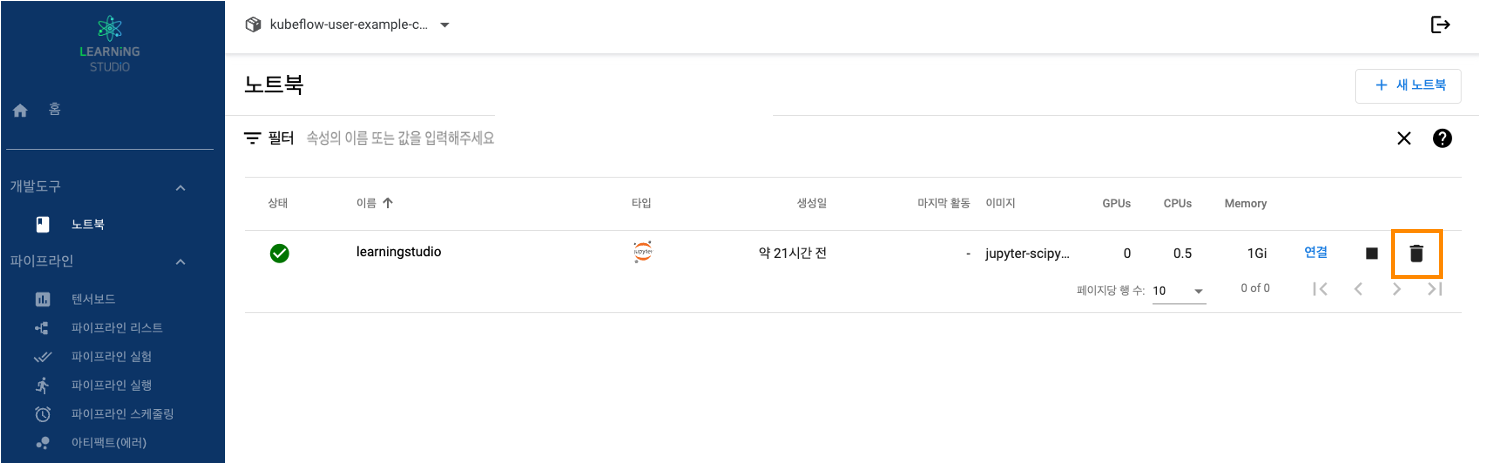 LEARNiNG
STUDIO
홈
개발도구
노트북
파이프라인
텐서보드
파이프라인 리스트
파이프라인 실험
파이프라인 실행
파이프라인 스케줄링
아티팩트(에러)
kubeflow-user-example-c...
노트북
+ 새 노트북
필터 속성의 이름 또는 값을 입력해주세요
상태 이름 타입 생성일 마지막 활동 이미지 GPUs CPUs Memory
learningstudio jupyter 약 21시간 전 - jupyter-scipy... 0 0.5 1Gi 연결
페이지당 행 수: 10 0 of 0